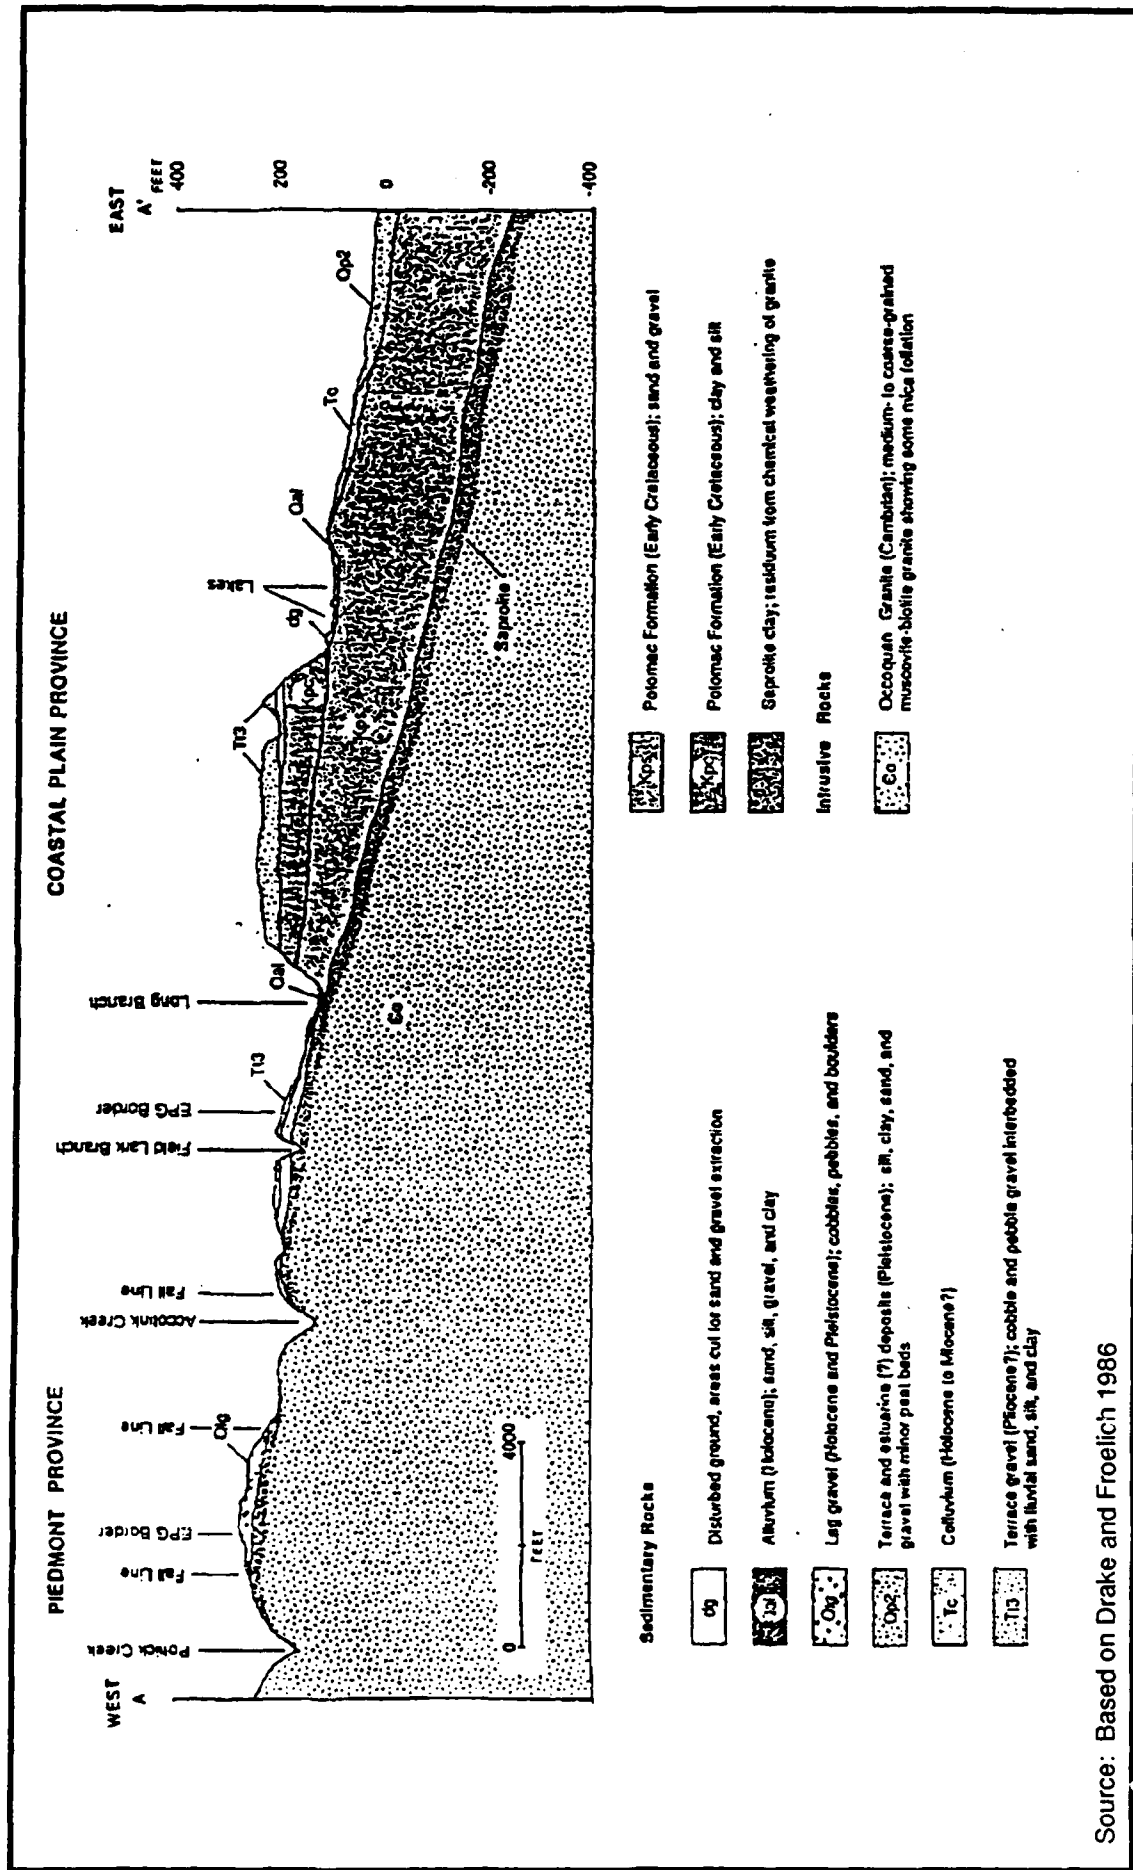 PIEDMONT PROVINCE
COASTAL PLAIN PROVINCE
WEST
A
EAST
A'
FEET
400
200
0
-200
-400
Pohick Creek
Fall Line
EPG Border
Qlg
Fall Line
Accotink Creek
Fall Line
Field Lark Branch
EPG Border
Tt3
Long Branch
Qal
Tt3
Kpc
Kps
dg
Lakes
Qal
Tc
Qp2
Saprolite
Єo
0
4000
FEET
Sedimentary Rocks
dg
Disturbed ground, areas cut for sand and gravel extraction
Qal
Alluvium (Holocene); sand, silt, gravel, and clay
Qlg
Lag gravel (Holocene and Pleistocene); cobbles, pebbles, and boulders
Qp2
Terrace and estuarine (?) deposits (Pleistocene); silt, clay, sand, and
gravel with minor peat beds
Tc
Colluvium (Holocene to Miocene?)
Tt3
Terrace gravel (Pliocene?); cobble and pebble gravel interbedded
with fluvial sand, silt, and clay
Kps
Potomac Formation (Early Cretaceous); sand and gravel
Kpc
Potomac Formation (Early Cretaceous); clay and silt
Saprolite clay; residuum from chemical weathering of granite
Intrusive Rocks
Єo
Occoquan Granite (Cambrian); medium- to coarse-grained
muscovite-biotite granite showing some mica foliation
Source: Based on Drake and Froelich 1986